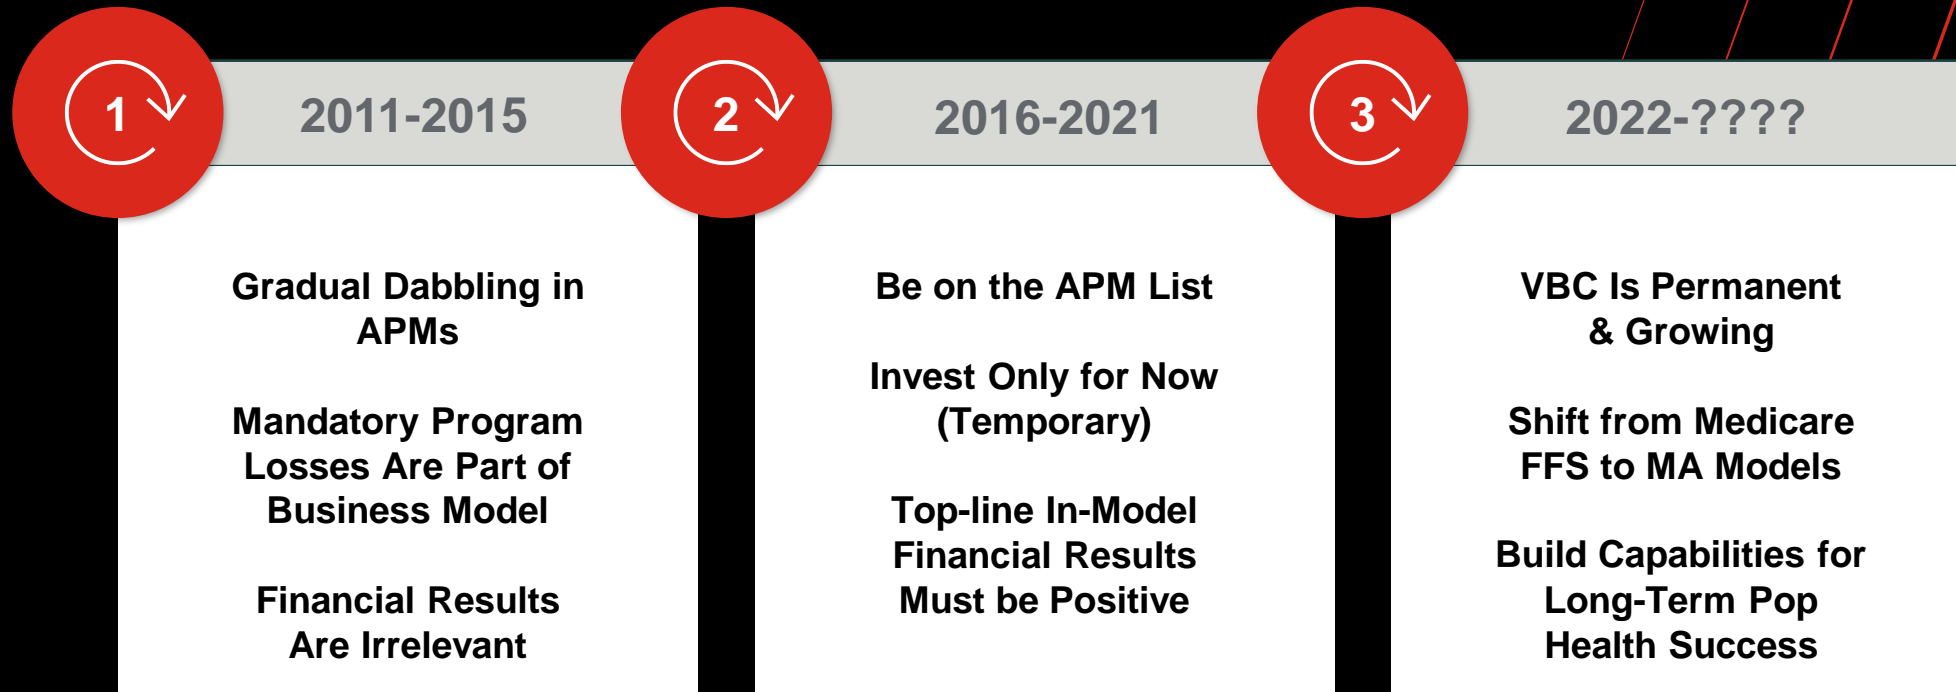 1
2011-2015
Gradual Dabbling in
APMs
Mandatory Program
Losses Are Part of
Business Model
Financial Results
Are Irrelevant
2
2016-2021
Be on the APM List
Invest Only for Now
(Temporary)
Top-line In-Model
Financial Results
Must be Positive
3
2022-????
VBC Is Permanent
& Growing
Shift from Medicare
FFS to MA Models
Build Capabilities for
Long-Term Pop
Health Success